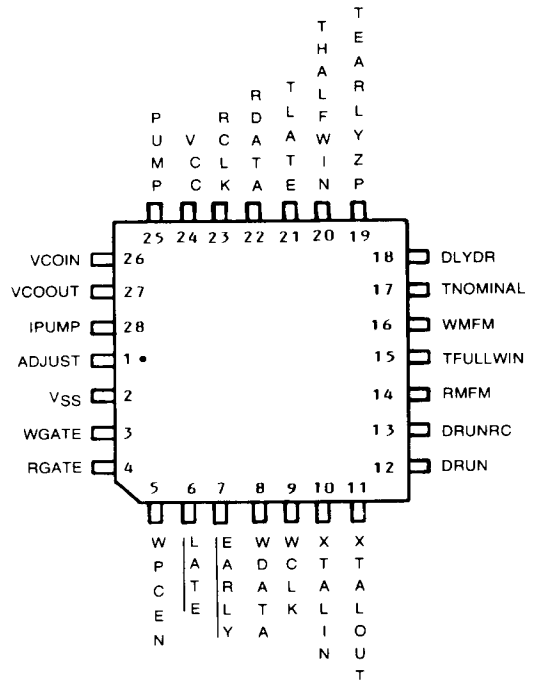 PUMP
VCC
RCLK
RDATA
TLATE
THALFWIN
TEARLYZP
25 24 23 22 21 20 19
VCOIN 26
VCOOUT 27
IPUMP 28
ADJUST 1
VSS 2
WGATE 3
RGATE 4
18 DLYDR
17 TNOMINAL
16 WMFM
15 TFULLWIN
14 RMFM
13 DRUNRC
12 DRUN
5 6 7 8 9 10 11
WPCEN
LATE
EARLY
WDATA
WCLK
XTALIN
XTALOUT